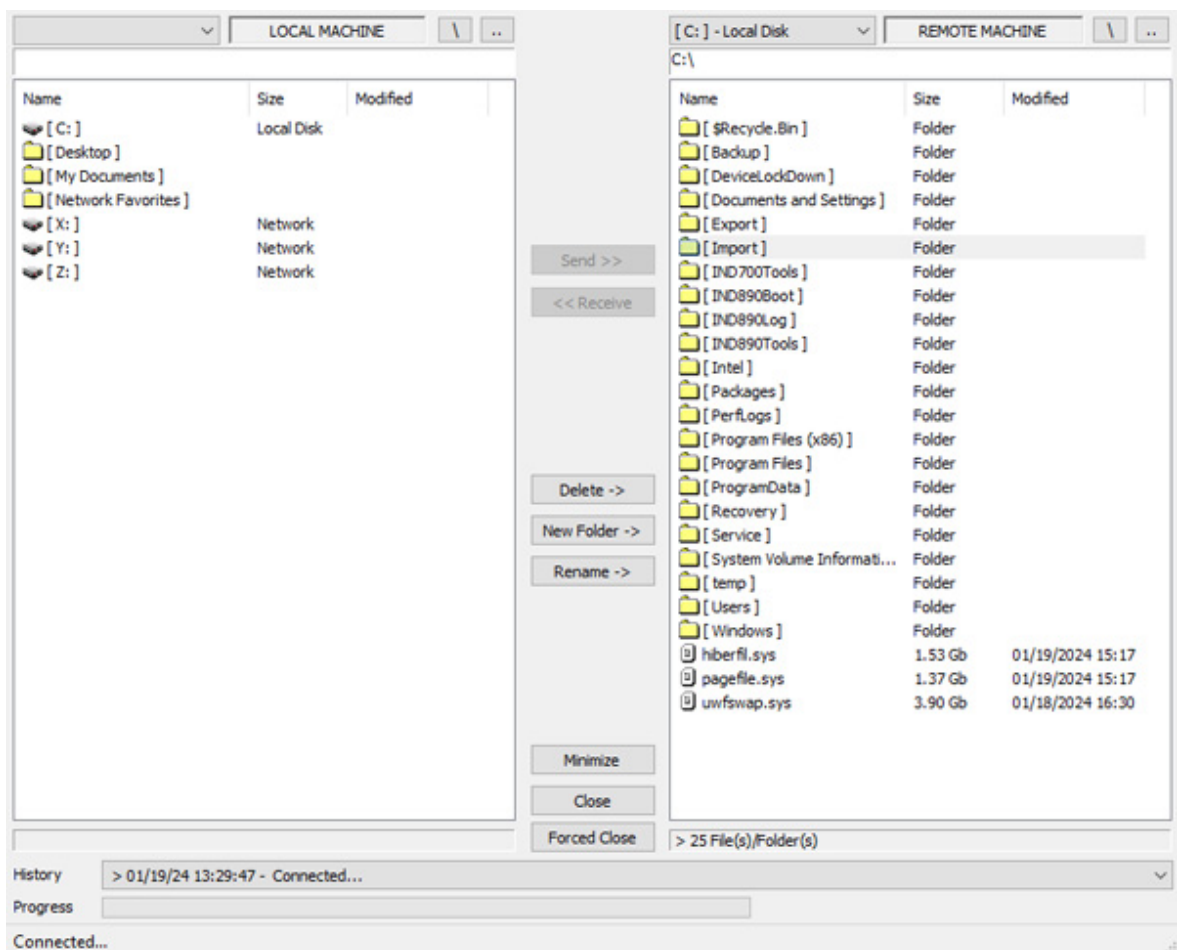 LOCAL MACHINE \ ..
Name Size Modified
[ C: ] Local Disk
[ Desktop ]
[ My Documents ]
[ Network Favorites ]
[ X: ] Network
[ Y: ] Network
[ Z: ] Network
Send >>
<< Receive
Delete ->
New Folder ->
Rename ->
Minimize
Close
Forced Close
[ C: ] - Local Disk REMOTE MACHINE \ ..
C:\
Name Size Modified
[ $Recycle.Bin ] Folder
[ Backup ] Folder
[ DeviceLockDown ] Folder
[ Documents and Settings ] Folder
[ Export ] Folder
[ Import ] Folder
[ IND700Tools ] Folder
[ IND890Boot ] Folder
[ IND890Log ] Folder
[ IND890Tools ] Folder
[ Intel ] Folder
[ Packages ] Folder
[ PerfLogs ] Folder
[ Program Files (x86) ] Folder
[ Program Files ] Folder
[ ProgramData ] Folder
[ Recovery ] Folder
[ Service ] Folder
[ System Volume Informati... Folder
[ temp ] Folder
[ Users ] Folder
[ Windows ] Folder
hiberfil.sys 1.53 Gb 01/19/2024 15:17
pagefile.sys 1.37 Gb 01/19/2024 15:17
uwfswap.sys 3.90 Gb 01/18/2024 16:30
> 25 File(s)/Folder(s)
History > 01/19/24 13:29:47 - Connected...
Progress
Connected...